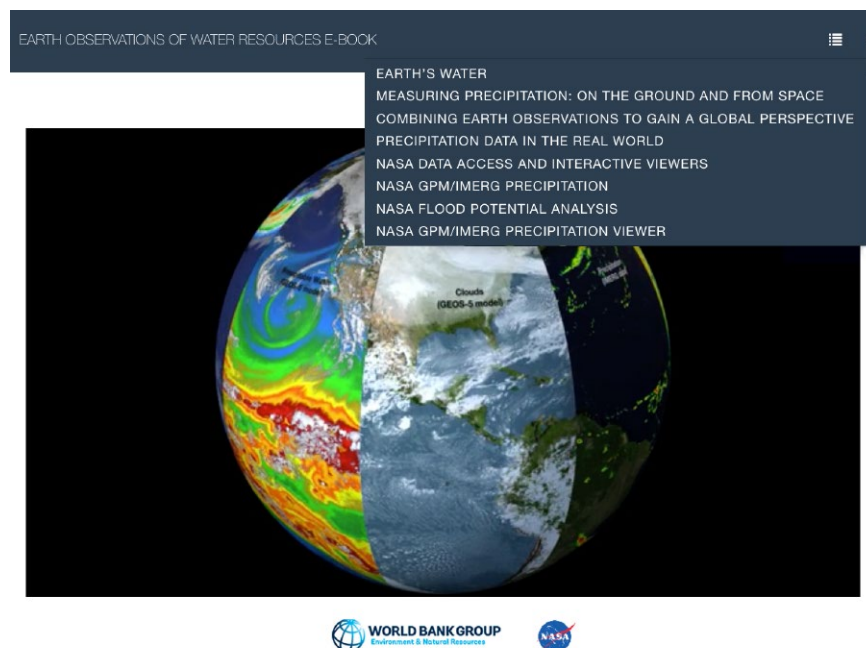 EARTH OBSERVATIONS OF WATER RESOURCES E-BOOK
EARTH'S WATER
MEASURING PRECIPITATION: ON THE GROUND AND FROM SPACE
COMBINING EARTH OBSERVATIONS TO GAIN A GLOBAL PERSPECTIVE
PRECIPITATION DATA IN THE REAL WORLD
NASA DATA ACCESS AND INTERACTIVE VIEWERS
NASA GPM/IMERG PRECIPITATION
NASA FLOOD POTENTIAL ANALYSIS
NASA GPM/IMERG PRECIPITATION VIEWER
Clouds
(GEOS-5 model)
WORLD BANK GROUP
Environment & Natural Resources
NASA